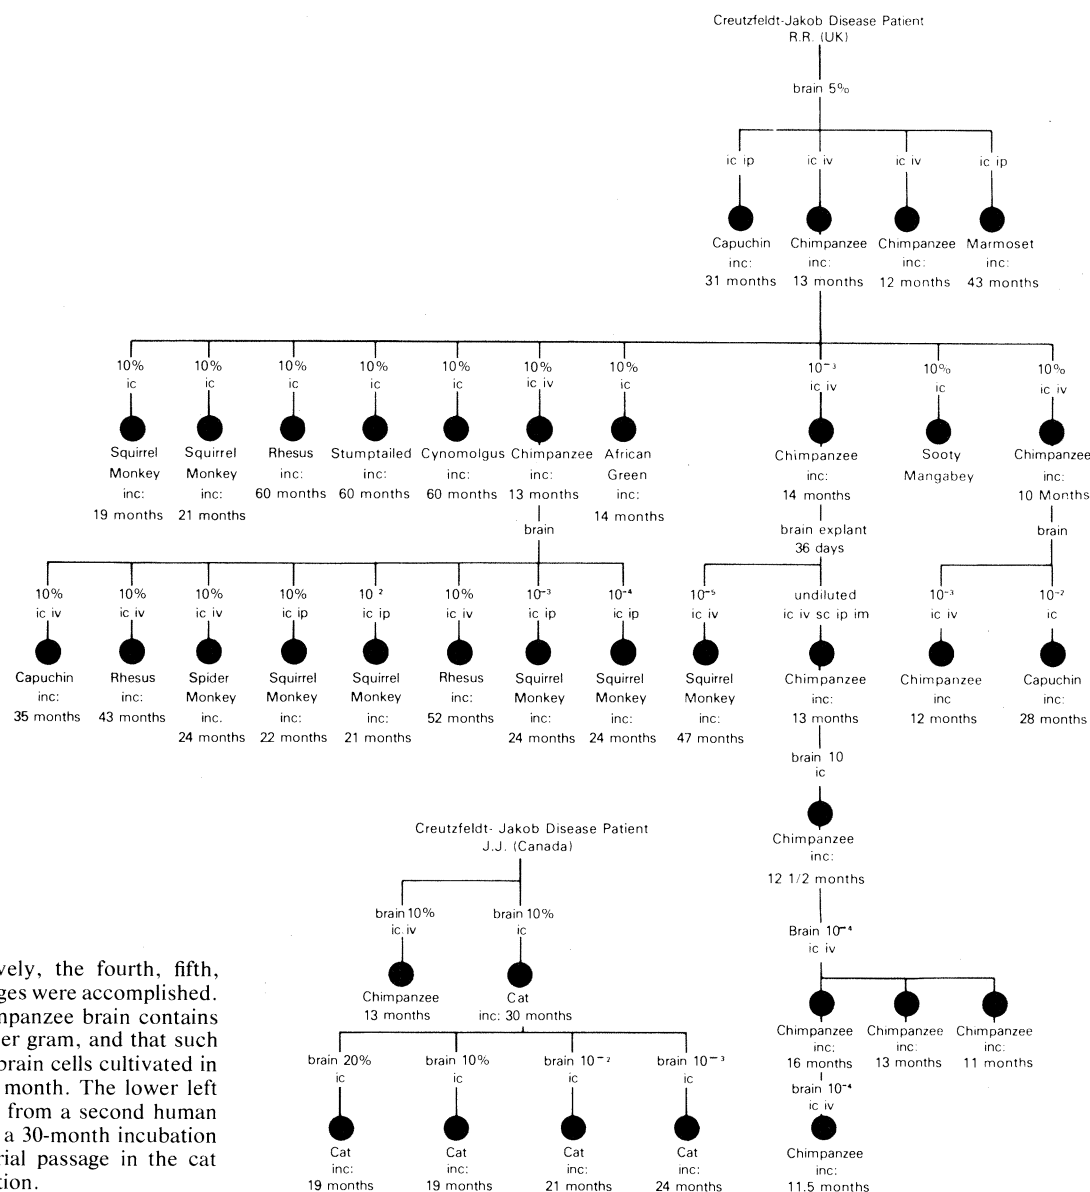 Creutzfeldt-Jakob Disease Patient
R.R. (UK)
brain 5%
ic ip ic iv ic iv ic ip
Capuchin Chimpanzee Chimpanzee Marmoset
inc: inc: inc: inc:
31 months 13 months 12 months 43 months
10% 10% 10% 10% 10% 10% 10% 10⁻³ 10% 10%
ic ic ic ic ic ic iv ic ic iv ic ic iv
Squirrel Squirrel Rhesus Stumptailed Cynomolgus Chimpanzee African Chimpanzee Sooty Chimpanzee
Monkey Monkey inc: inc: inc: inc: Green inc: Mangabey inc:
inc: inc: 60 months 60 months 60 months 13 months inc: 14 months 10 Months
19 months 21 months 14 months
brain brain explant brain
36 days
10% 10% 10% 10% 10⁻² 10% 10⁻³ 10⁻⁴ 10⁻⁵ undiluted 10⁻³ 10⁻²
ic iv ic iv ic iv ic ip ic ip ic iv ic ip ic ip ic iv ic iv sc ip im ic iv ic
Capuchin Rhesus Spider Squirrel Squirrel Rhesus Squirrel Squirrel Squirrel Chimpanzee Chimpanzee Capuchin
inc: inc: Monkey Monkey Monkey inc: Monkey Monkey Monkey inc: inc inc:
35 months 43 months inc. inc: inc: 52 months inc: inc: inc: 13 months 12 months 28 months
24 months 22 months 21 months 24 months 24 months 47 months
brain 10
ic
Chimpanzee
inc:
12 1/2 months
Brain 10⁻⁴
ic iv
Chimpanzee Chimpanzee Chimpanzee
inc: inc: inc:
16 months 13 months 11 months
brain 10⁻⁴
ic iv
Chimpanzee
inc:
11.5 months
Creutzfeldt- Jakob Disease Patient
J.J. (Canada)
brain 10% brain 10%
ic. iv ic
Chimpanzee Cat
13 months inc: 30 months
brain 20% brain 10% brain 10⁻² brain 10⁻³
ic ic ic ic
Cat Cat Cat Cat
inc: inc: inc: inc:
19 months 19 months 21 months 24 months
vely, the fourth, fifth,
ges were accomplished.
mpanzee brain contains
er gram, and that such
brain cells cultivated in
month. The lower left
from a second human
a 30-month incubation
rial passage in the cat
tion.